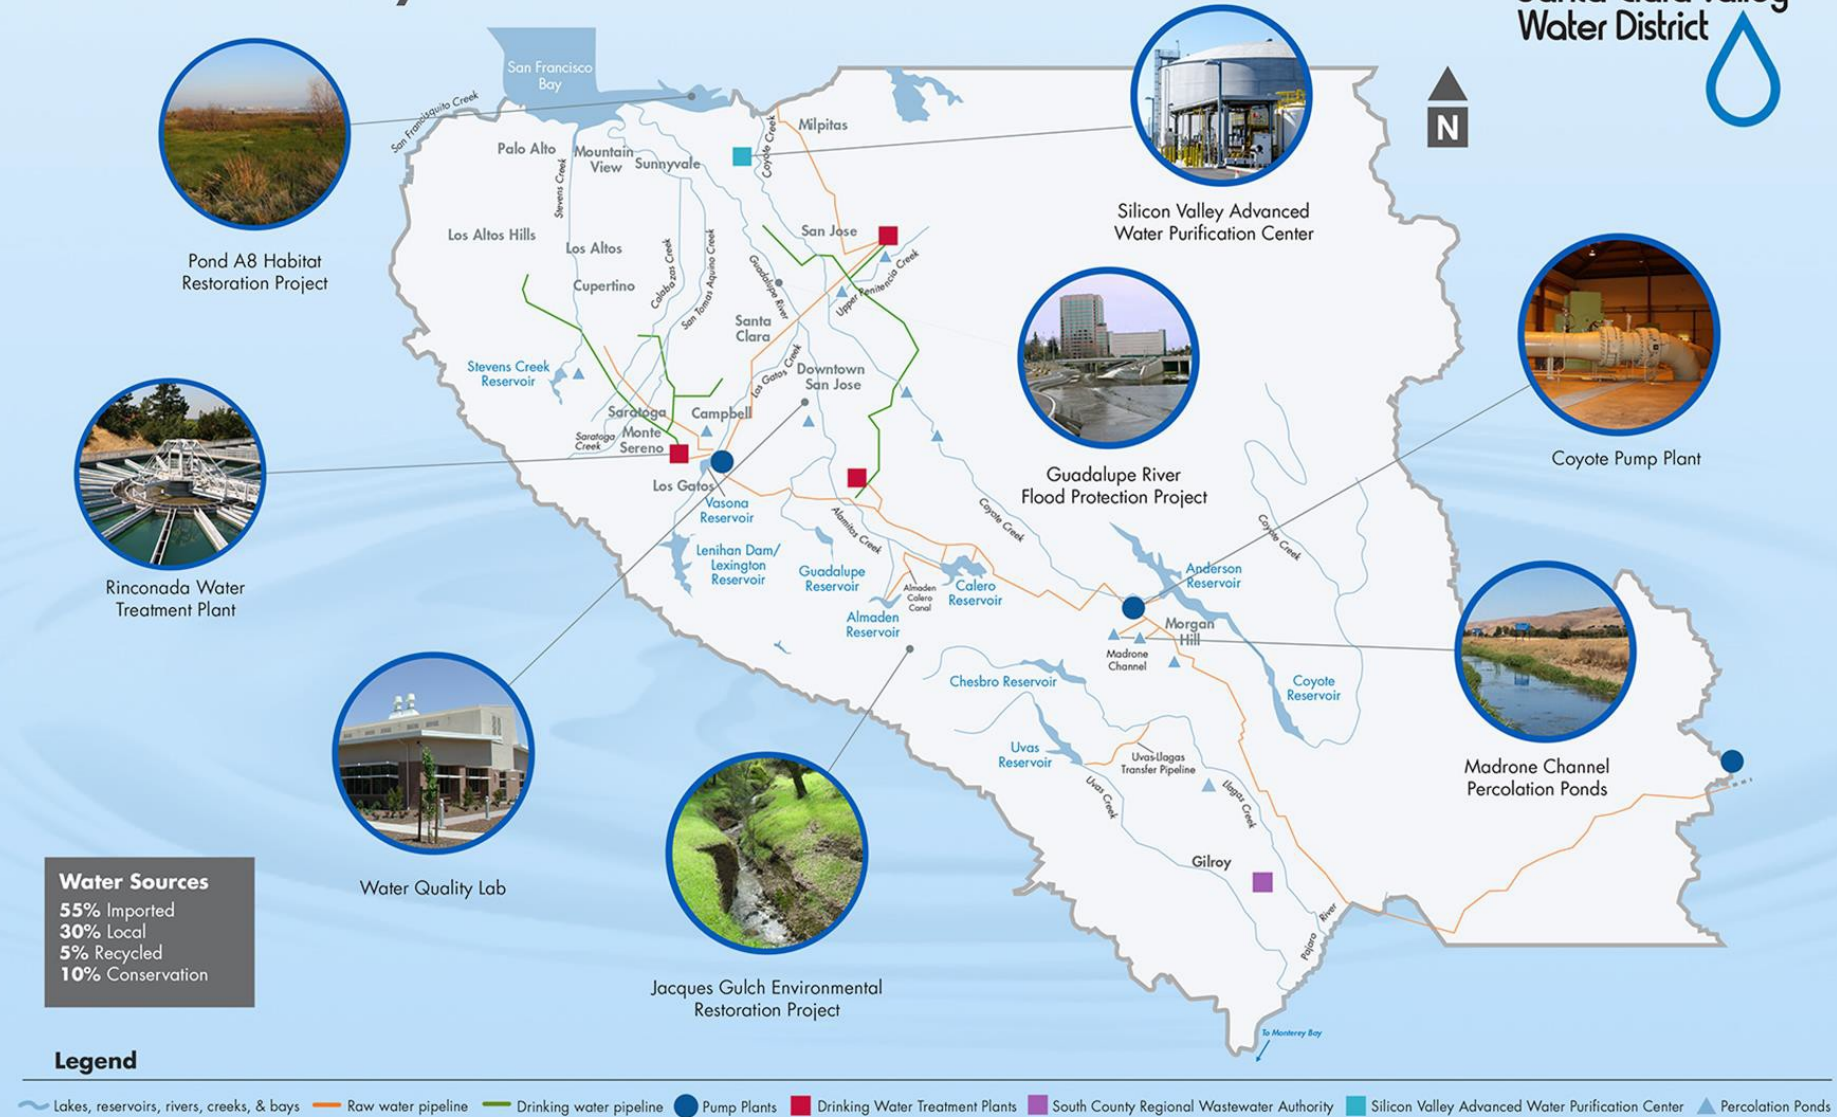 Water District
San Francisco
Bay
San Francisquito Creek
Palo Alto
Mountain
View
Sunnyvale
Milpitas
Coyote Creek
Stevens Creek
Los Altos Hills
Los Altos
Cupertino
Calabazas Creek
San Tomas Aquino Creek
Guadalupe River
San Jose
Upper Penitencia Creek
Santa
Clara
Los Gatos Creek
Downtown
San Jose
Stevens Creek
Reservoir
Saratoga
Campbell
Saratoga
Creek
Monte
Sereno
Los Gatos
Vasona
Reservoir
Lenihan Dam/
Lexington
Reservoir
Guadalupe
Reservoir
Alamitos Creek
Almaden
Reservoir
Almaden
Calero
Canal
Calero
Reservoir
Coyote Creek
Coyote Creek
Anderson
Reservoir
Morgan
Hill
Madrone
Channel
Chesbro Reservoir
Coyote
Reservoir
Uvas
Reservoir
Uvas-Llagas
Transfer Pipeline
Uvas Creek
Llagas Creek
Gilroy
Pajaro River
To Monterey Bay
Pond A8 Habitat
Restoration Project
Silicon Valley Advanced
Water Purification Center
N
Guadalupe River
Flood Protection Project
Coyote Pump Plant
Rinconada Water
Treatment Plant
Madrone Channel
Percolation Ponds
Water Quality Lab
Jacques Gulch Environmental
Restoration Project
Water Sources
55% Imported
30% Local
5% Recycled
10% Conservation
Legend
Lakes, reservoirs, rivers, creeks, & bays
Raw water pipeline
Drinking water pipeline
Pump Plants
Drinking Water Treatment Plants
South County Regional Wastewater Authority
Silicon Valley Advanced Water Purification Center
Percolation Ponds